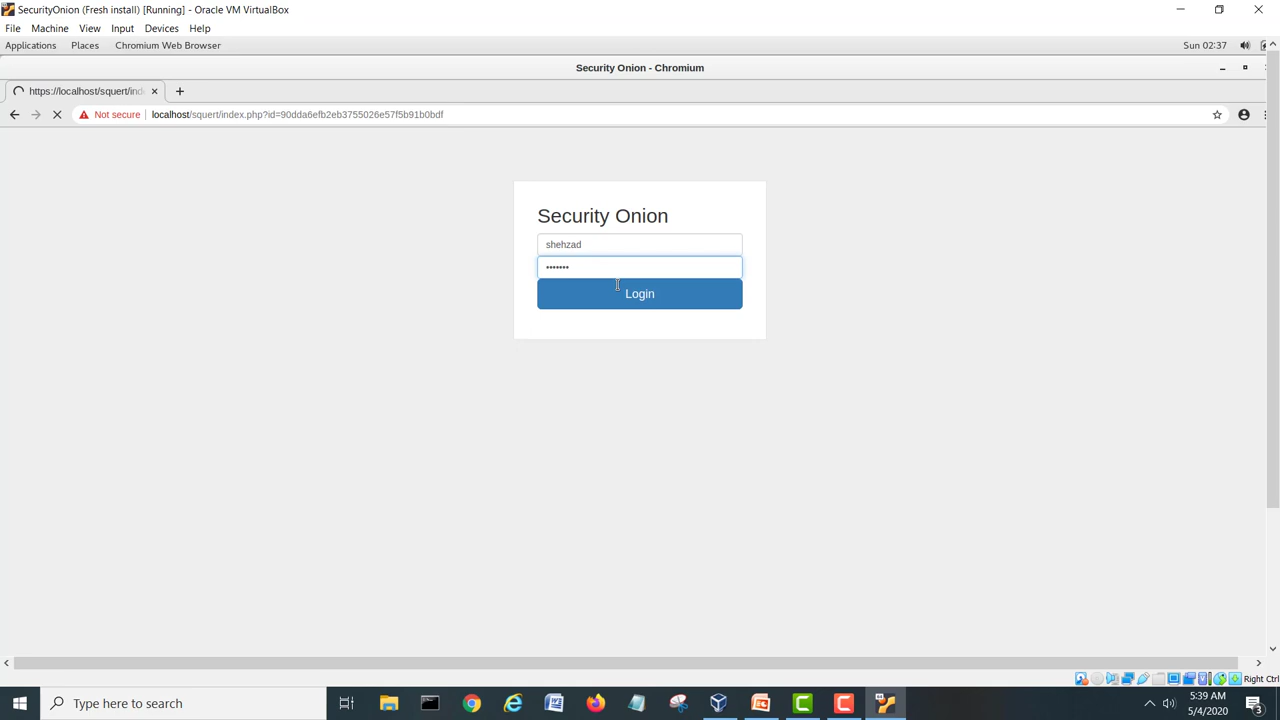 SecurityOnion (Fresh install) [Running] - Oracle VM VirtualBox
File Machine View Input Devices Help
Applications Places Chromium Web Browser Sun 02:37
Security Onion - Chromium
https://localhost/squert/ind
Not secure localhost/squert/index.php?id=90dda6efb2eb3755026e57f5b91b0bdf
Security Onion
shehzad
•••••••
Login
Right Ctrl
Type here to search
5:39 AM
5/4/2020
3